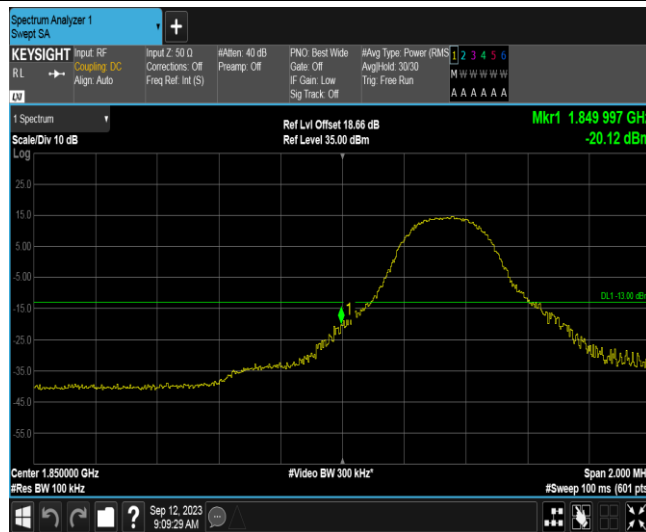 Spectrum Analyzer 1
Swept SA
KEYSIGHT
RL
LXI
Input: RF
Coupling: DC
Align: Auto
Input Z: 50 Ω
Corrections: Off
Freq Ref: Int (S)
#Atten: 40 dB
Preamp: Off
PNO: Best Wide
Gate: Off
IF Gain: Low
Sig Track: Off
#Avg Type: Power (RMS
Avg|Hold: 30/30
Trig: Free Run
1 2 3 4 5 6
M W W W W W
A A A A A A
1 Spectrum
Scale/Div 10 dB
Log
Ref Lvl Offset 18.66 dB
Ref Level 35.00 dBm
Mkr1 1.849 997 GHz
-20.12 dBm
25.0
15.0
5.00
-5.00
-15.0
-25.0
-35.0
-45.0
-55.0
1
DL1 -13.00 dBm
Center 1.850000 GHz
#Res BW 100 kHz
#Video BW 300 kHz*
Span 2.000 MH
#Sweep 100 ms (601 pts
?
Sep 12, 2023
9:09:29 AM